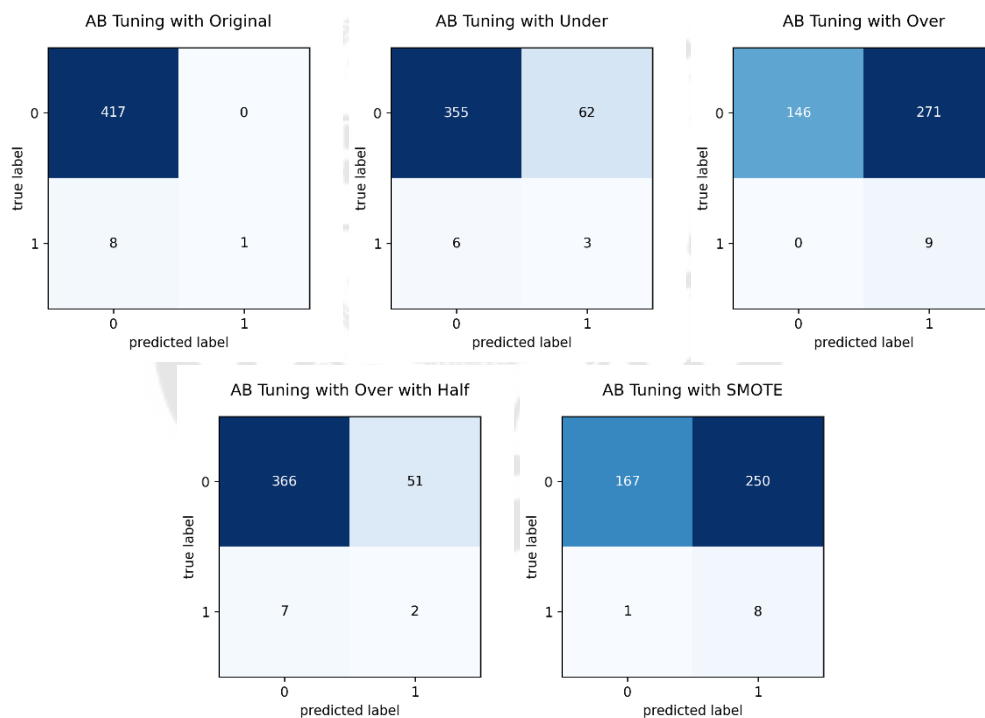 AB Tuning with Original
0
417
0
true label
1
8
1
0
1
predicted label
AB Tuning with Under
0
355
62
true label
1
6
3
0
1
predicted label
AB Tuning with Over
0
146
271
true label
1
0
9
0
1
predicted label
AB Tuning with Over with Half
0
366
51
true label
1
7
2
0
1
predicted label
AB Tuning with SMOTE
0
167
250
true label
1
1
8
0
1
predicted label